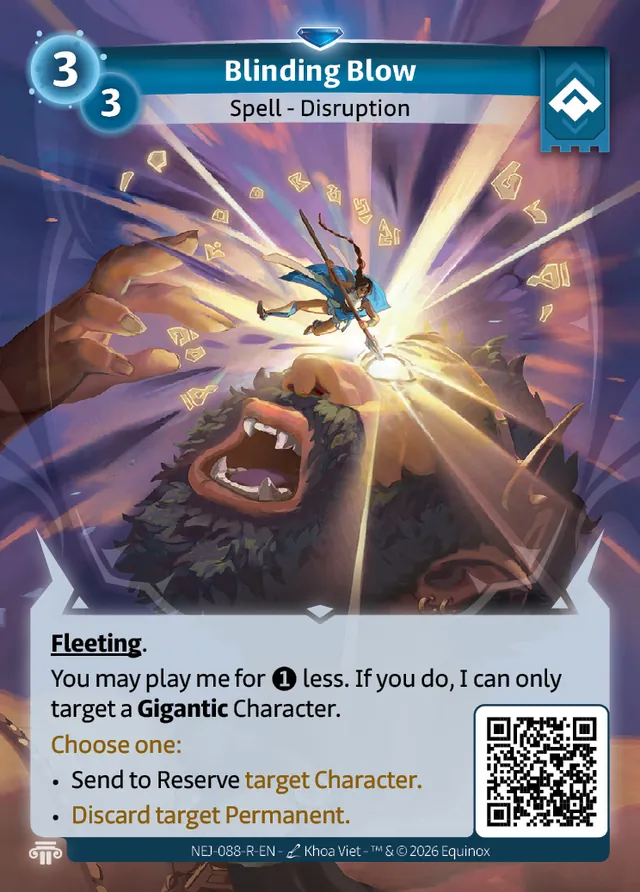 3
3
Blinding Blow
Spell - Disruption
Fleeting.
You may play me for 1 less. If you do, I can only
target a Gigantic Character.
Choose one:
• Send to Reserve target Character.
• Discard target Permanent.
NEJ-088-R-EN - Khoa Viet - ™ & © 2026 Equinox